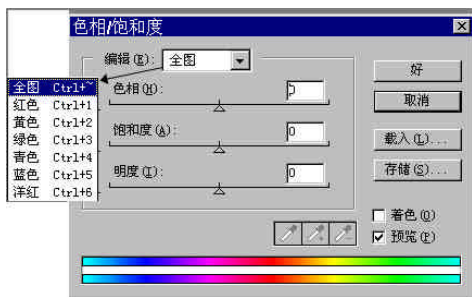 色相/饱和度
编辑(E): 全图
好
取消
载入(L)...
存储(S)...
色相(H):
饱和度(A): 0
明度(I): 0
着色(O)
预览(P)
全图 Ctrl+~
红色 Ctrl+1
黄色 Ctrl+2
绿色 Ctrl+3
青色 Ctrl+4
蓝色 Ctrl+5
洋红 Ctrl+6